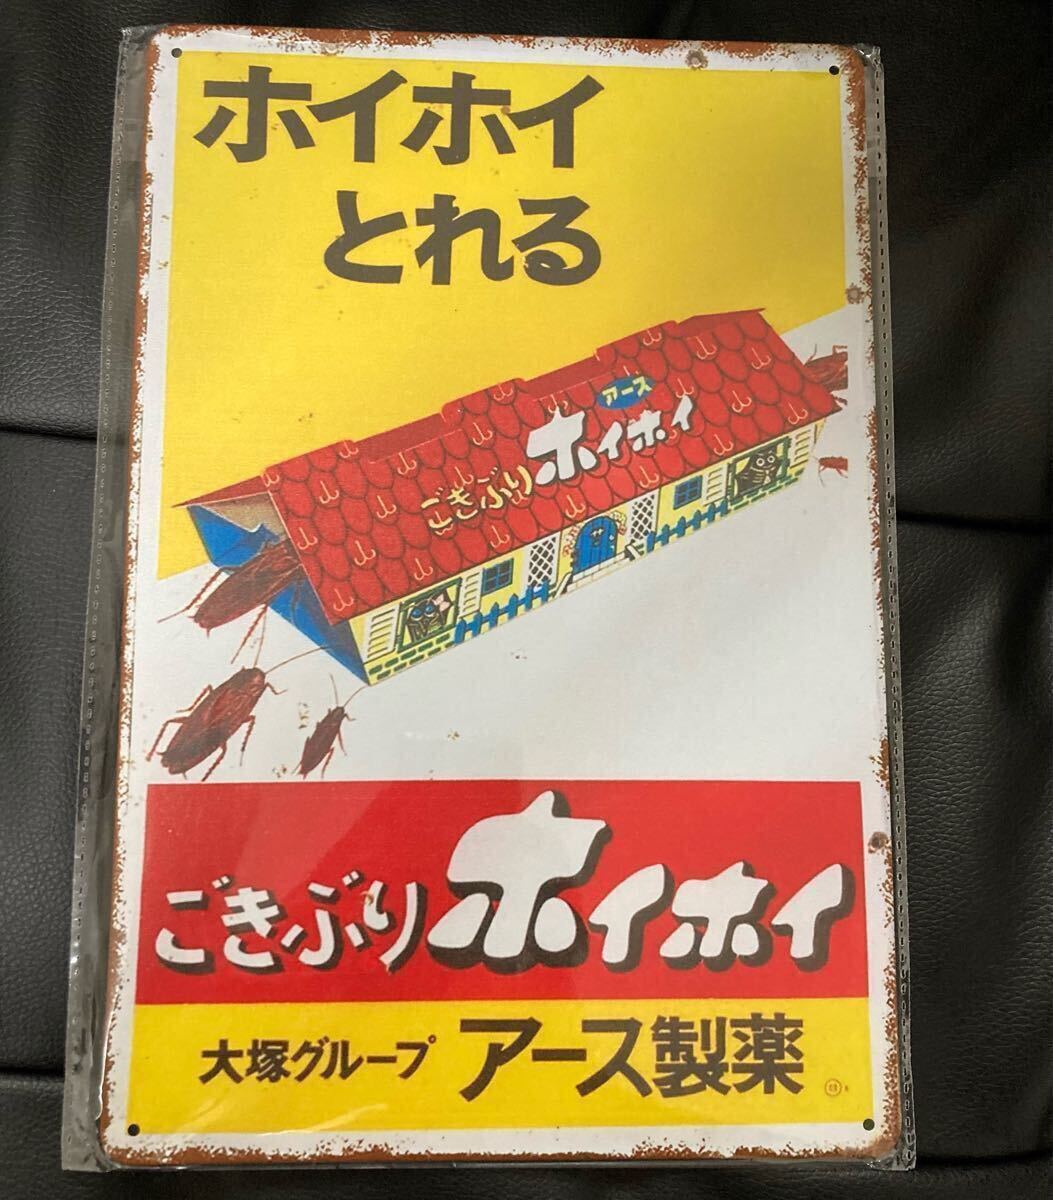 ホイホイ
とれる
アース
ごきぶりホイホイ
ごきぶりホイホイ
大塚グループ アース製薬